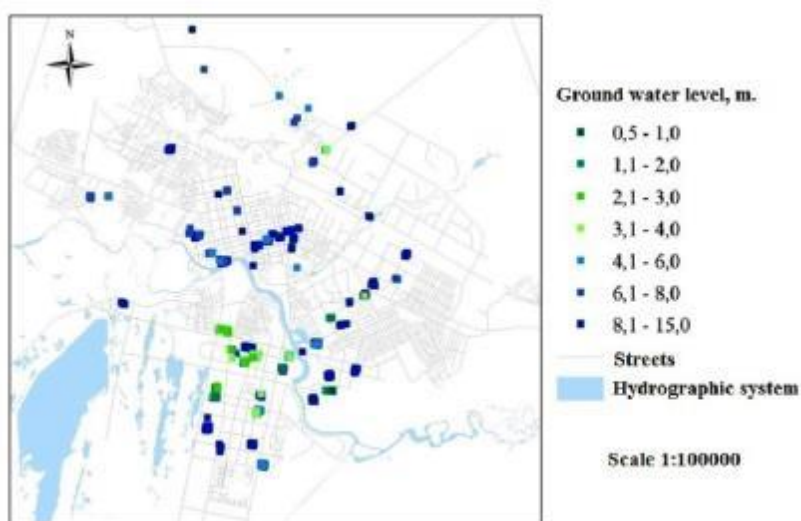 N
Ground water level, m.
0,5 - 1,0
1,1 - 2,0
2,1 - 3,0
3,1 - 4,0
4,1 - 6,0
6,1 - 8,0
8,1 - 15,0
Streets
Hydrographic system
Scale 1:100000